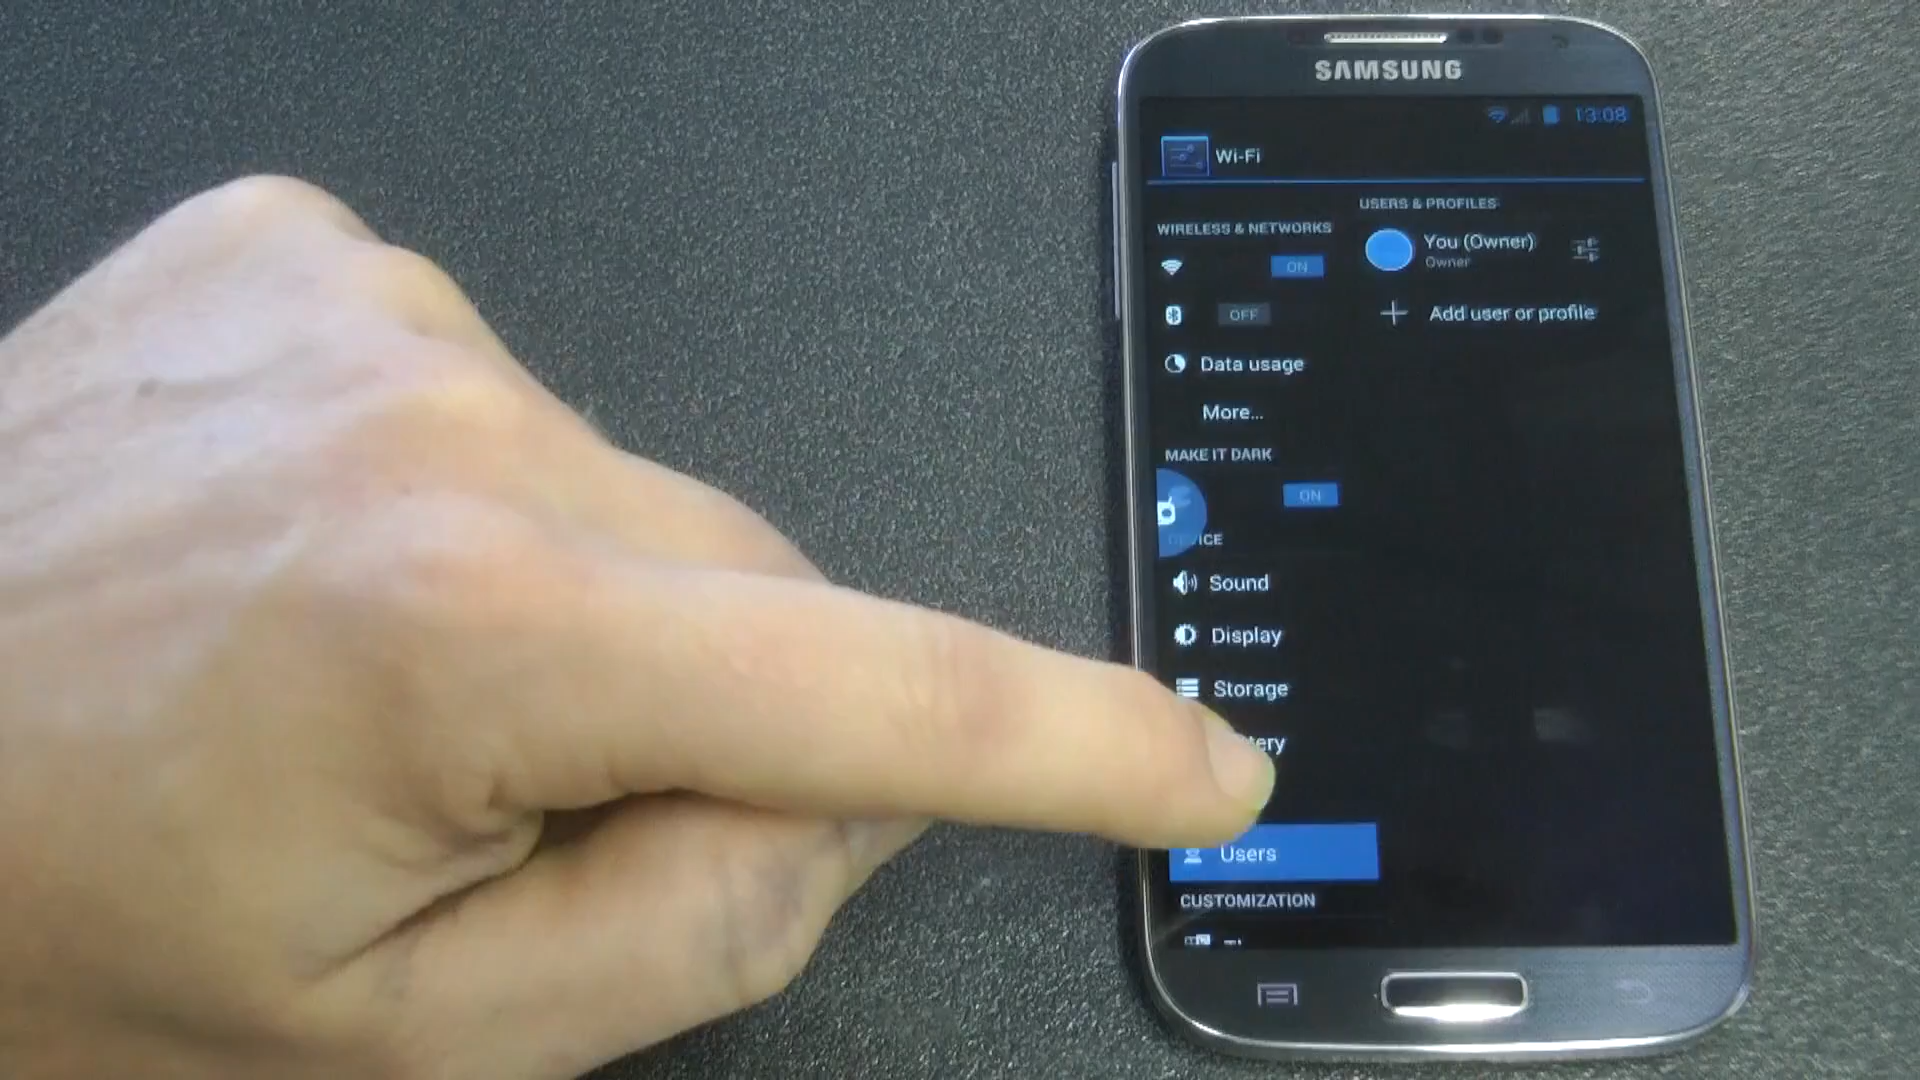 SAMSUNG
13:08
Wi-Fi
WIRELESS & NETWORKS
ON
OFF
Data usage
More...
MAKE IT DARK
ON
Sound
Display
Storage
Users
CUSTOMIZATION
USERS & PROFILES
You (Owner)
Owner
Add user or profile